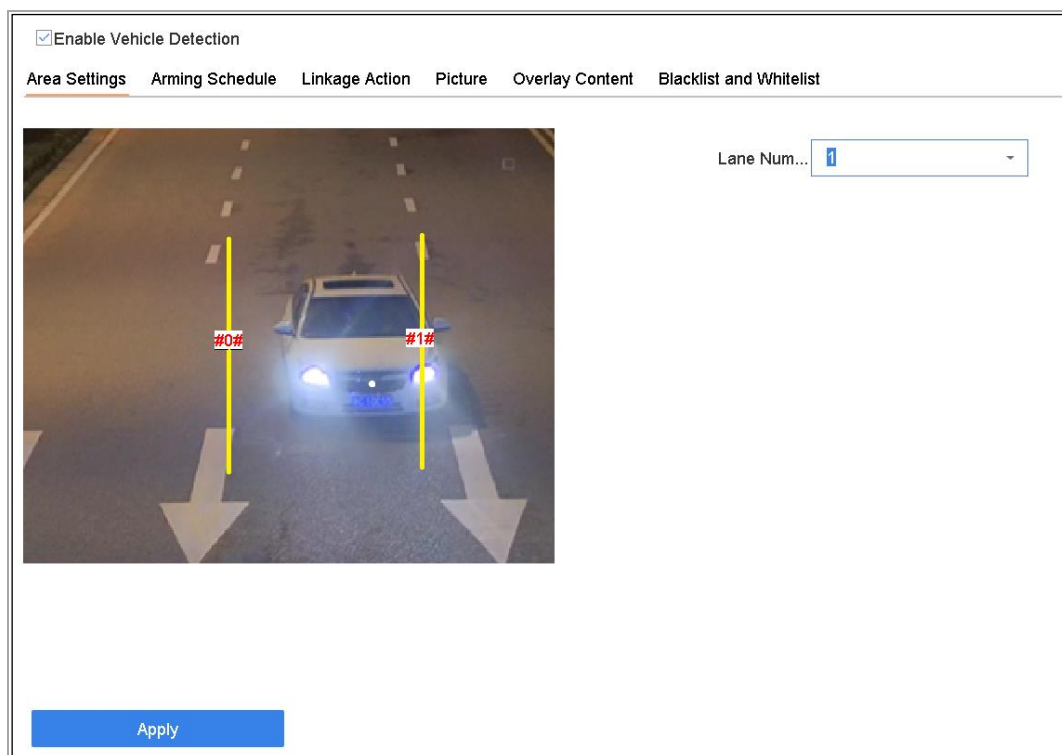 Enable Vehicle Detection
Area Settings Arming Schedule Linkage Action Picture Overlay Content Blacklist and Whitelist
Lane Num... 1
#0# #1#
Apply